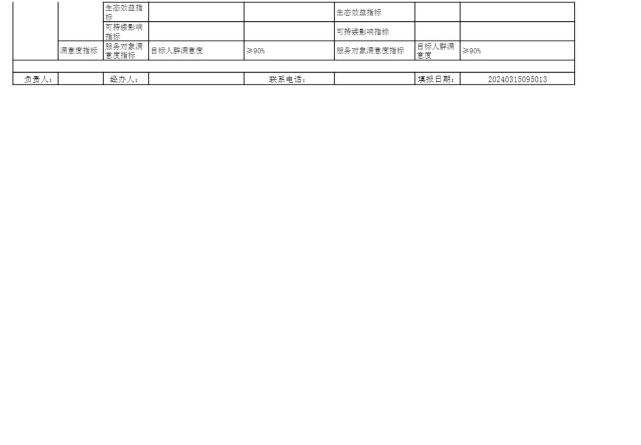 生态效益指标 生态效益指标
可持续影响指标 可持续影响指标
满意度指标 服务对象满意度指标 目标人群满意度 ≥90% 服务对象满意度指标 目标人群满意度 ≥90%
负责人： 经办人： 联系电话： 填报日期： 20240315095013